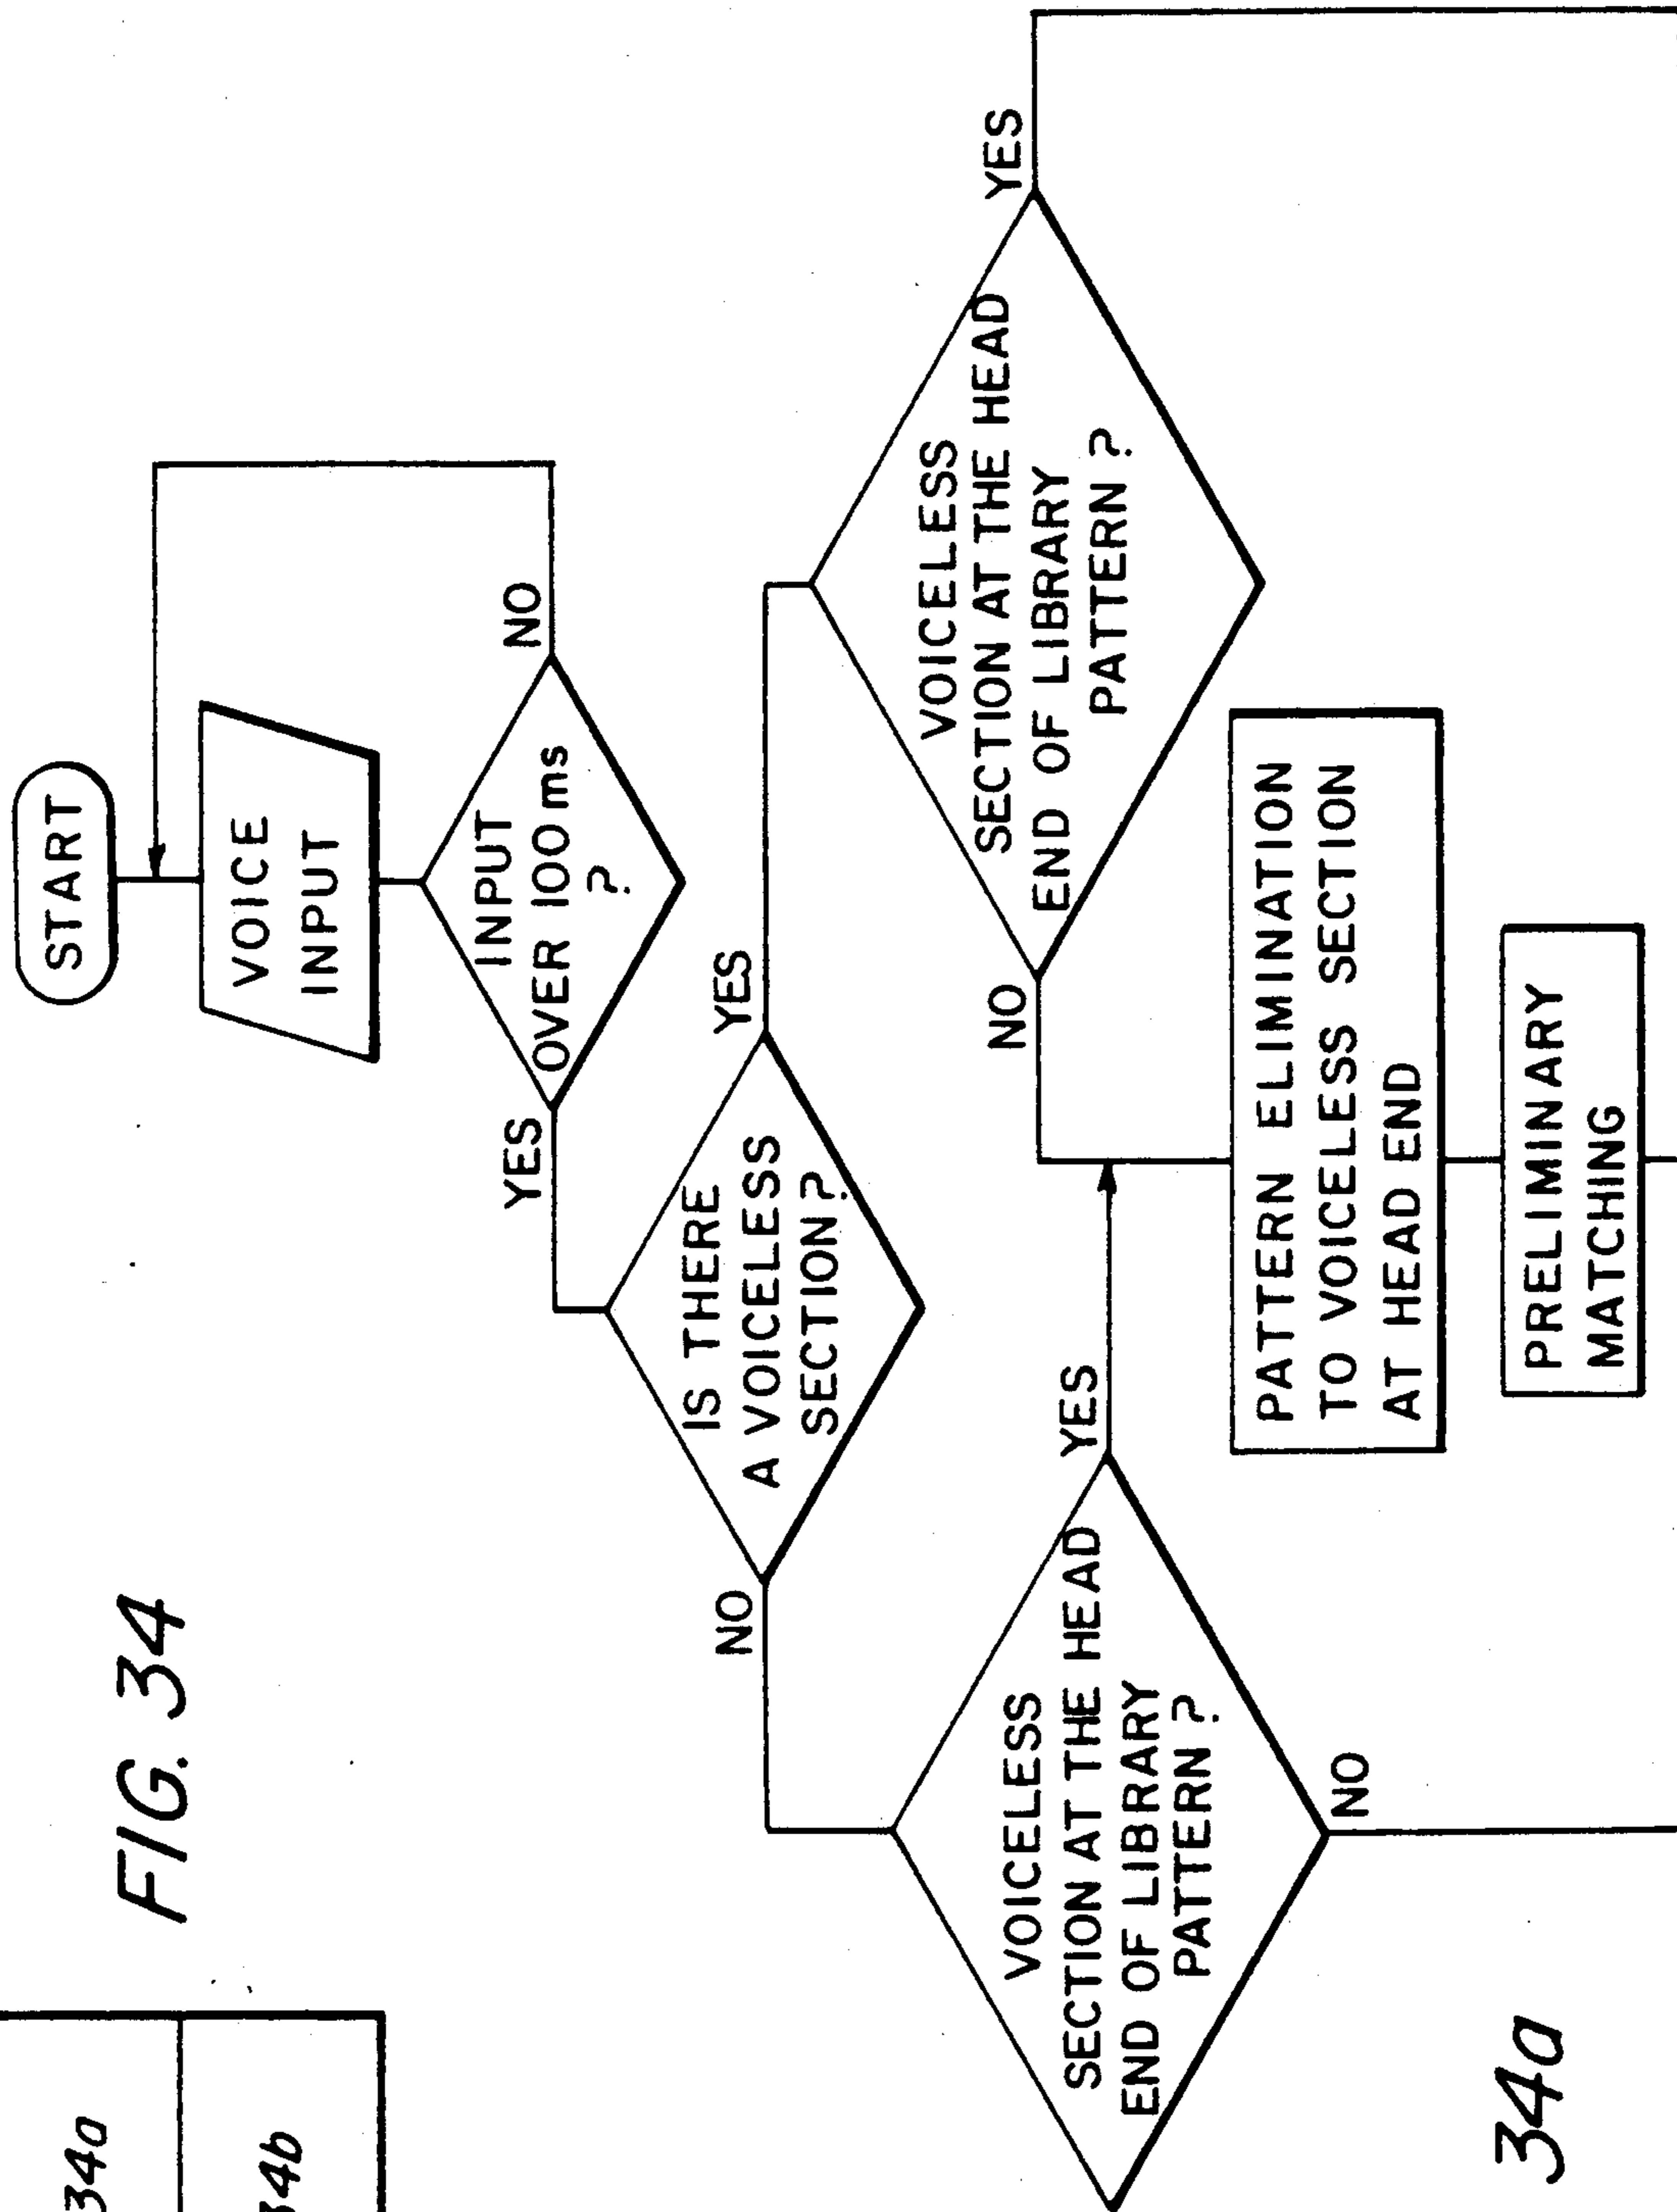 FIG. 34
34a
34b
START
VOICE
INPUT
INPUT
OVER 100 ms
?
NO
YES
IS THERE
A VOICELESS
SECTION?
NO
YES
VOICELESS
SECTION AT THE HEAD
END OF LIBRARY
PATTERN?
YES
NO
VOICELESS
SECTION AT THE HEAD
END OF LIBRARY
PATTERN?
NO
YES
PATTERN ELIMINATION
TO VOICELESS SECTION
AT HEAD END
PRELIMINARY
MATCHING
34a